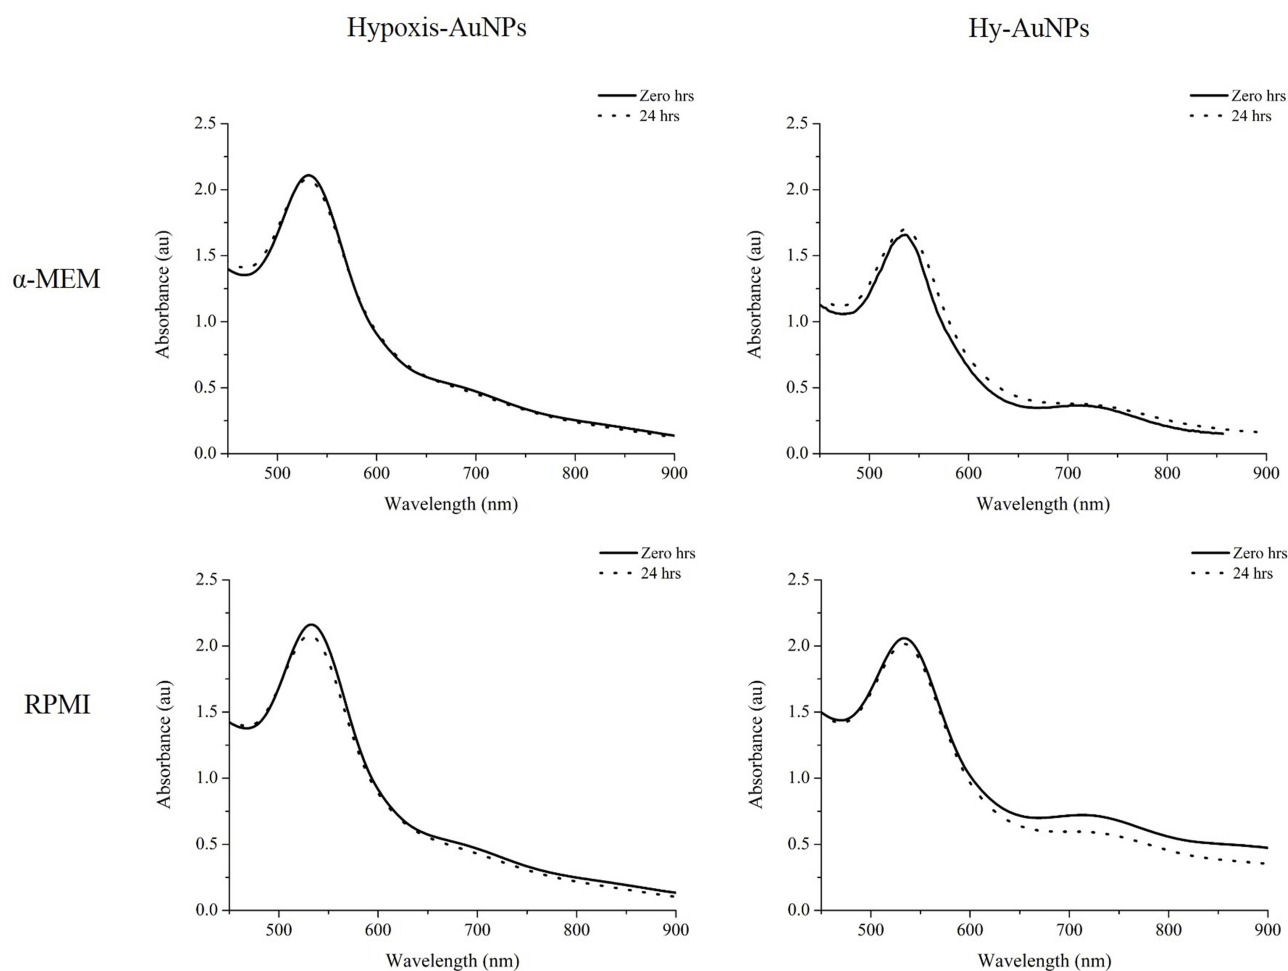 Hypoxis-AuNPs
Hy-AuNPs
α-MEM
Zero hrs
24 hrs
2.5
2.0
1.5
1.0
0.5
0.0
Absorbance (au)
500
600
700
800
900
Wavelength (nm)
Zero hrs
24 hrs
2.5
2.0
1.5
1.0
0.5
0.0
Absorbance (au)
500
600
700
800
900
Wavelength (nm)
RPMI
Zero hrs
24 hrs
2.5
2.0
1.5
1.0
0.5
0.0
Absorbance (au)
500
600
700
800
900
Wavelength (nm)
Zero hrs
24 hrs
2.5
2.0
1.5
1.0
0.5
0.0
Absorbance (au)
500
600
700
800
900
Wavelength (nm)